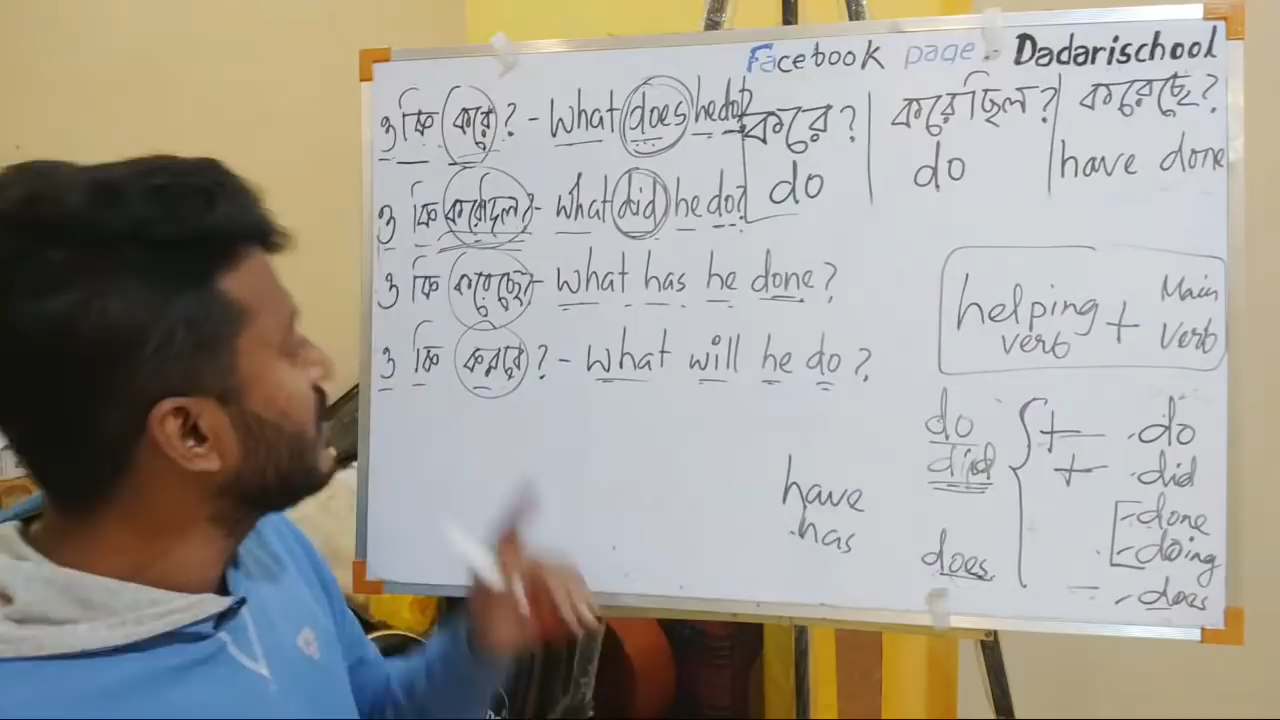 Facebook page:- Dadarischool
ও কি করে? - What does he do?
ও কি করেছিল? - What did he do?
ও কি করেছে? - What has he done?
ও কি করবে? - What will he do?
করে? করেছিল? করেছে?
do do have done
helping verb + Main Verb
do + - do
did + - did
- done
- doing
does - - does
have
has